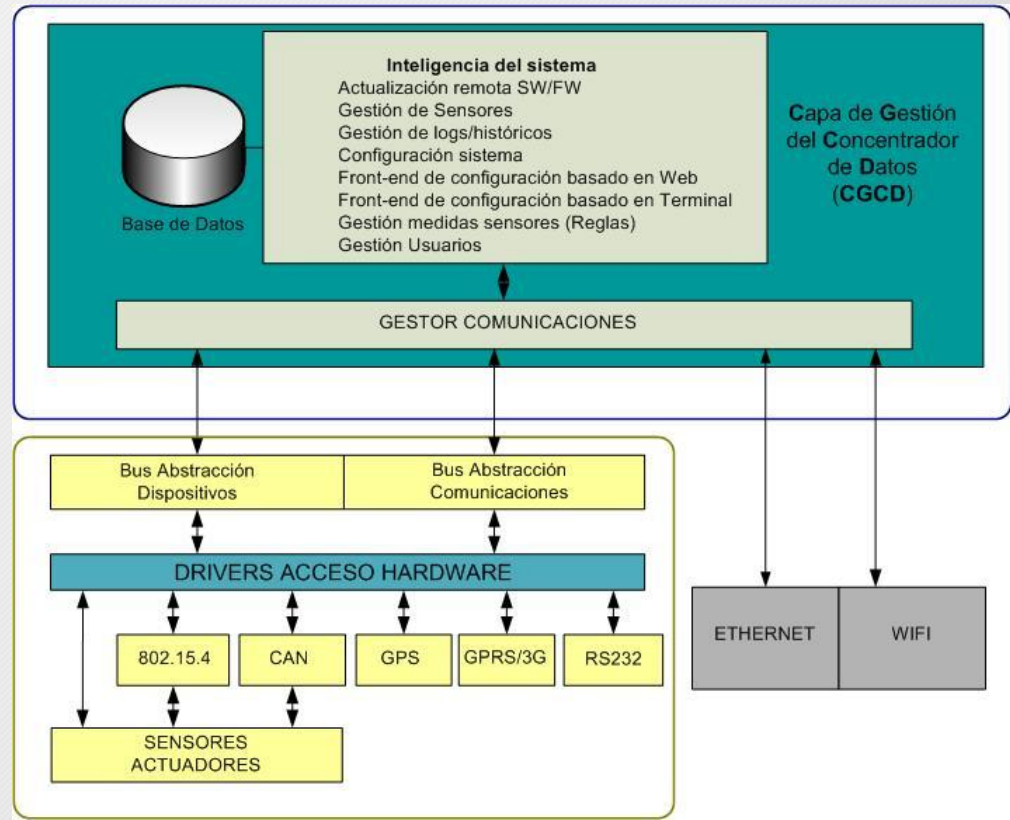 Inteligencia del sistema
Actualización remota SW/FW
Gestión de Sensores
Gestión de logs/históricos
Configuración sistema
Front-end de configuración basado en Web
Front-end de configuración basado en Terminal
Gestión medidas sensores (Reglas)
Gestión Usuarios
Base de Datos
Capa de Gestión
del Concentrador
de Datos
(CGCD)
GESTOR COMUNICACIONES
Bus Abstracción
Dispositivos
Bus Abstracción
Comunicaciones
DRIVERS ACCESO HARDWARE
802.15.4
CAN
GPS
GPRS/3G
RS232
ETHERNET
WIFI
SENSORES
ACTUADORES